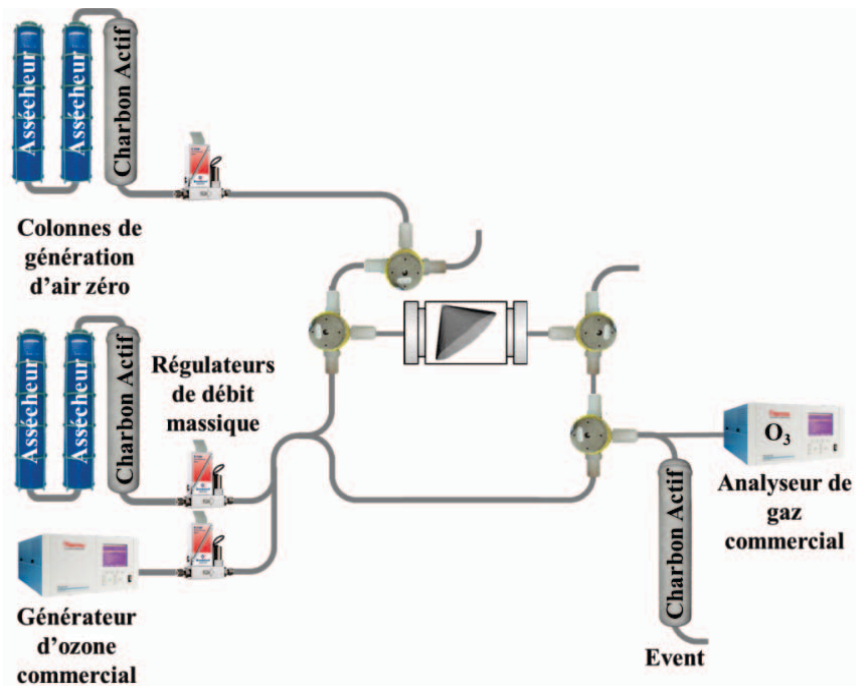 Assécheur
Assécheur
Charbon Actif
Colonnes de
génération
d'air zéro
Assécheur
Assécheur
Charbon Actif
Régulateurs
de débit
massique
O3
Analyseur de
gaz
commercial
Charbon Actif
Générateur
d'ozone
commercial
Event